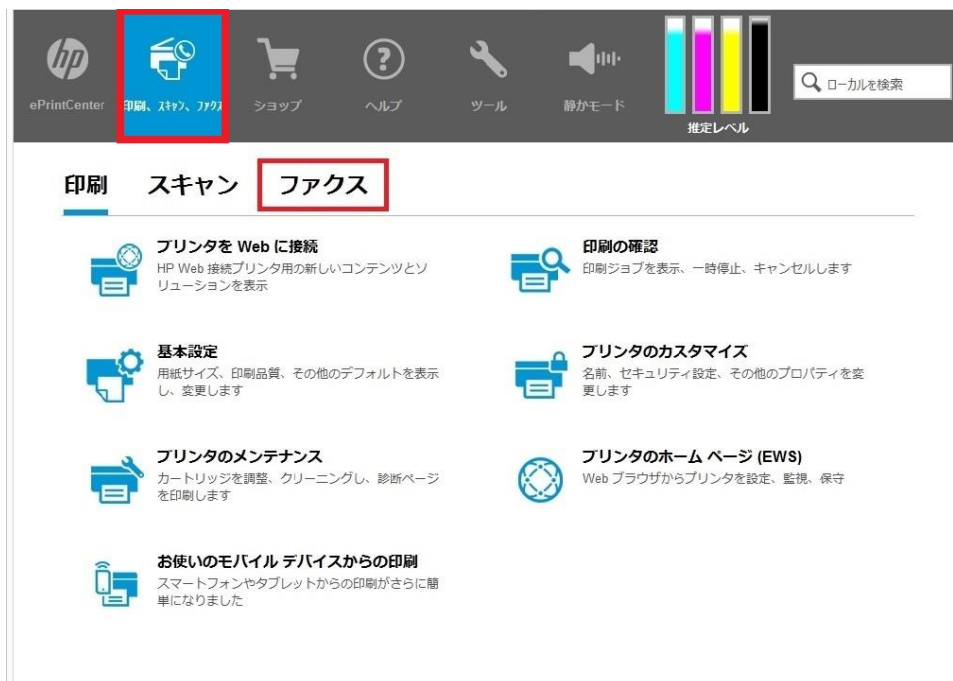 hp
ePrintCenter
印刷、スキャン、ファクス
ショップ
ヘルプ
ツール
静かモード
推定レベル
ローカルを検索
印刷 スキャン ファクス
プリンタを Web に接続
HP Web 接続プリンタ用の新しいコンテンツとソ
リューションを表示
印刷の確認
印刷ジョブを表示、一時停止、キャンセルします
基本設定
用紙サイズ、印刷品質、その他のデフォルトを表示
し、変更します
プリンタのカスタマイズ
名前、セキュリティ設定、その他のプロパティを変
更します
プリンタのメンテナンス
カートリッジを調整、クリーニングし、診断ページ
を印刷します
プリンタのホーム ページ (EWS)
Web ブラウザからプリンタを設定、監視、保守
お使いのモバイル デバイスからの印刷
スマートフォンやタブレットからの印刷がさらに簡
単になりました